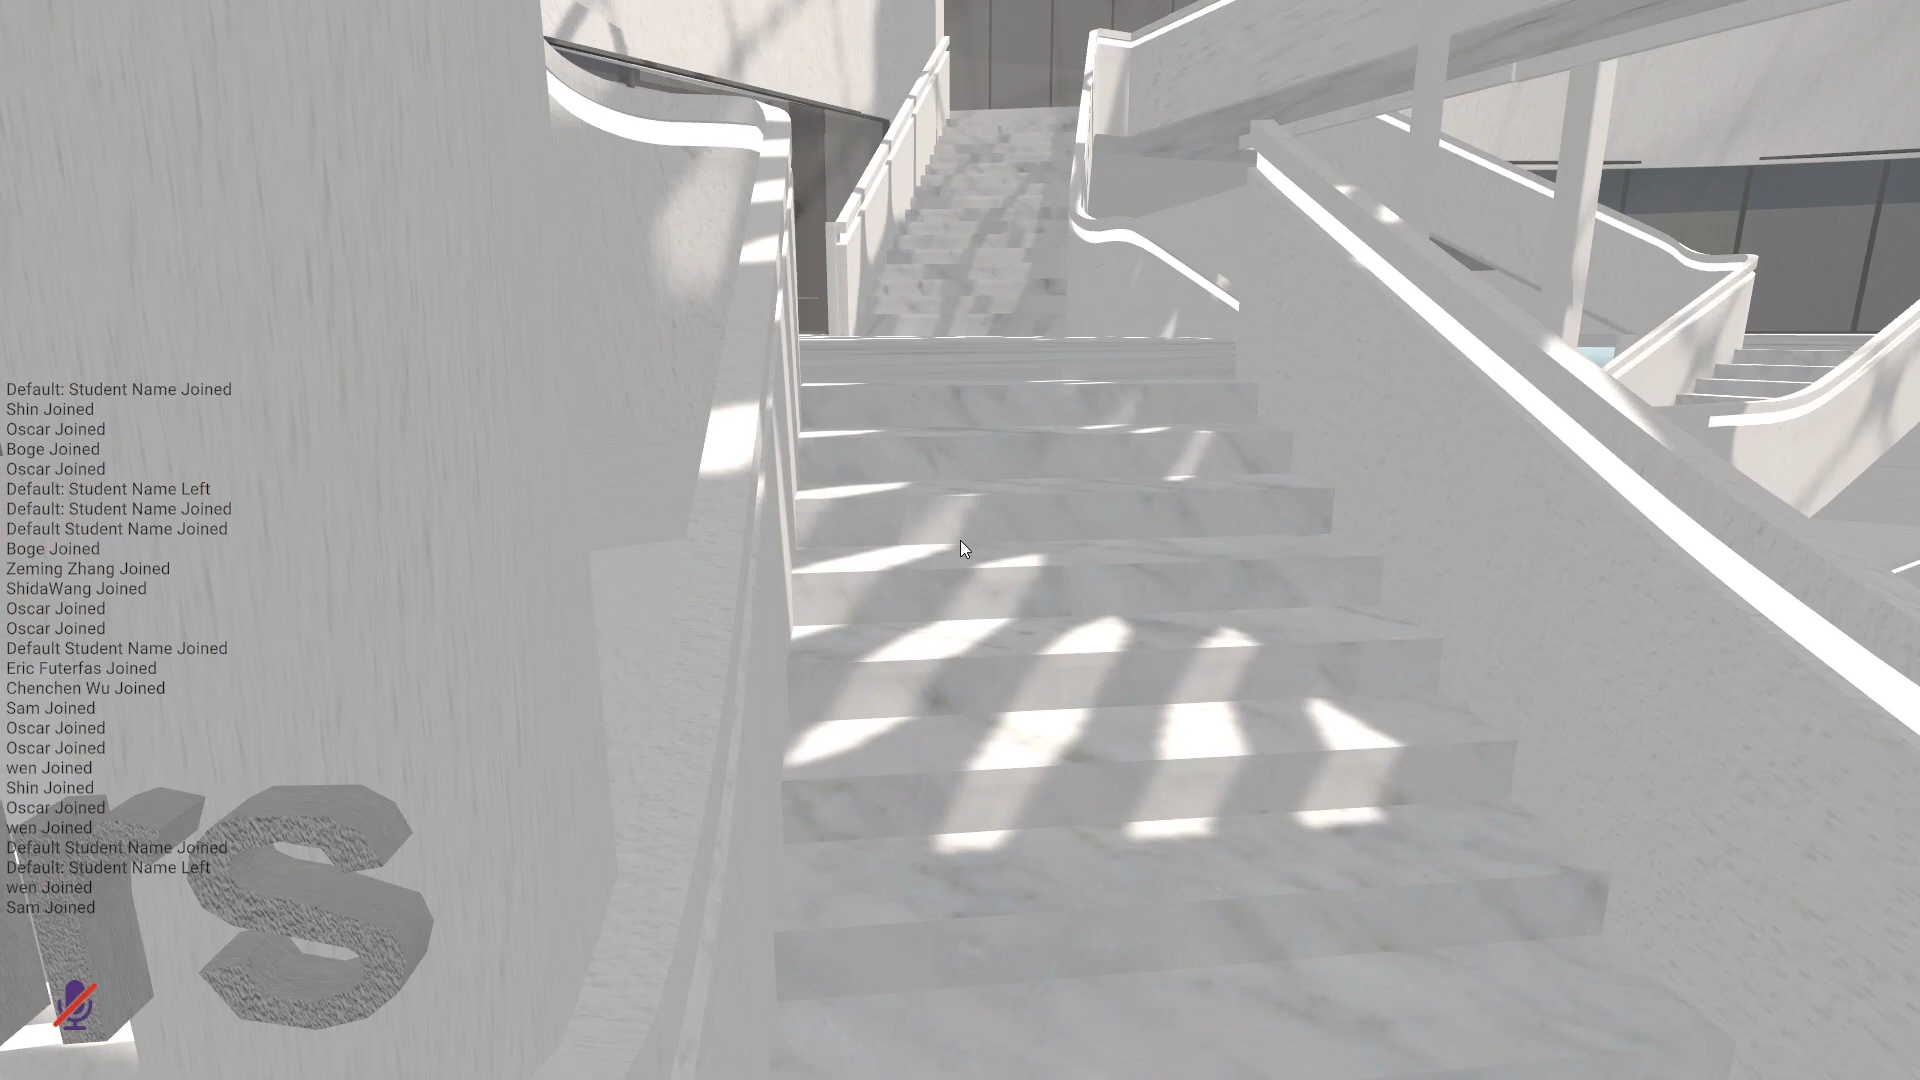 Default: Student Name Joined
Shin Joined
Oscar Joined
Boge Joined
Oscar Joined
Default: Student Name Left
Default: Student Name Joined
Default Student Name Joined
Boge Joined
Zeming Zhang Joined
ShidaWang Joined
Oscar Joined
Oscar Joined
Default Student Name Joined
Eric Futerfas Joined
Chenchen Wu Joined
Sam Joined
Oscar Joined
Oscar Joined
wen Joined
Shin Joined
Oscar Joined
wen Joined
Default Student Name Joined
Default: Student Name Left
wen Joined
Sam Joined
rs